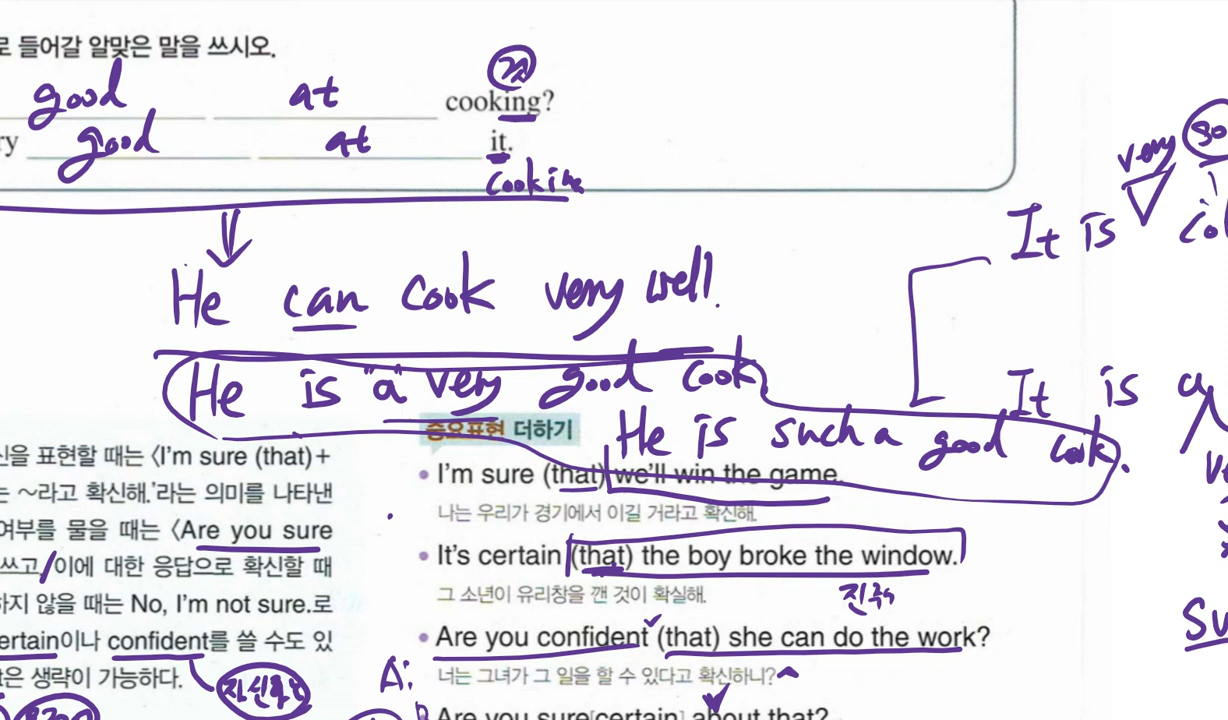 로 들어갈 알맞은 말을 쓰시오.
good at cooking?
ry good at it.
cooking
He can cook very well.
He is "a" very good cook
He is such a good cook.
It is very so
It is a
중요표현 더하기
신을 표현할 때는 〈I'm sure (that)+
는 ~라고 확신해.'라는 의미를 나타낸
여부를 물을 때는 〈Are you sure
쓰고/이에 대한 응답으로 확신할 때
하지 않을 때는 No, I'm not sure.로
ertain이나 confident를 쓸 수도 있
은 생략이 가능하다.
• I'm sure (that) we'll win the game.
나는 우리가 경기에서 이길 거라고 확신해.
• It's certain (that) the boy broke the window.
그 소년이 유리창을 깬 것이 확실해.
진주어
• Are you confident (that) she can do the work?
너는 그녀가 그 일을 할 수 있다고 확신하니?
A:
B
Are you sure[certain] about that?